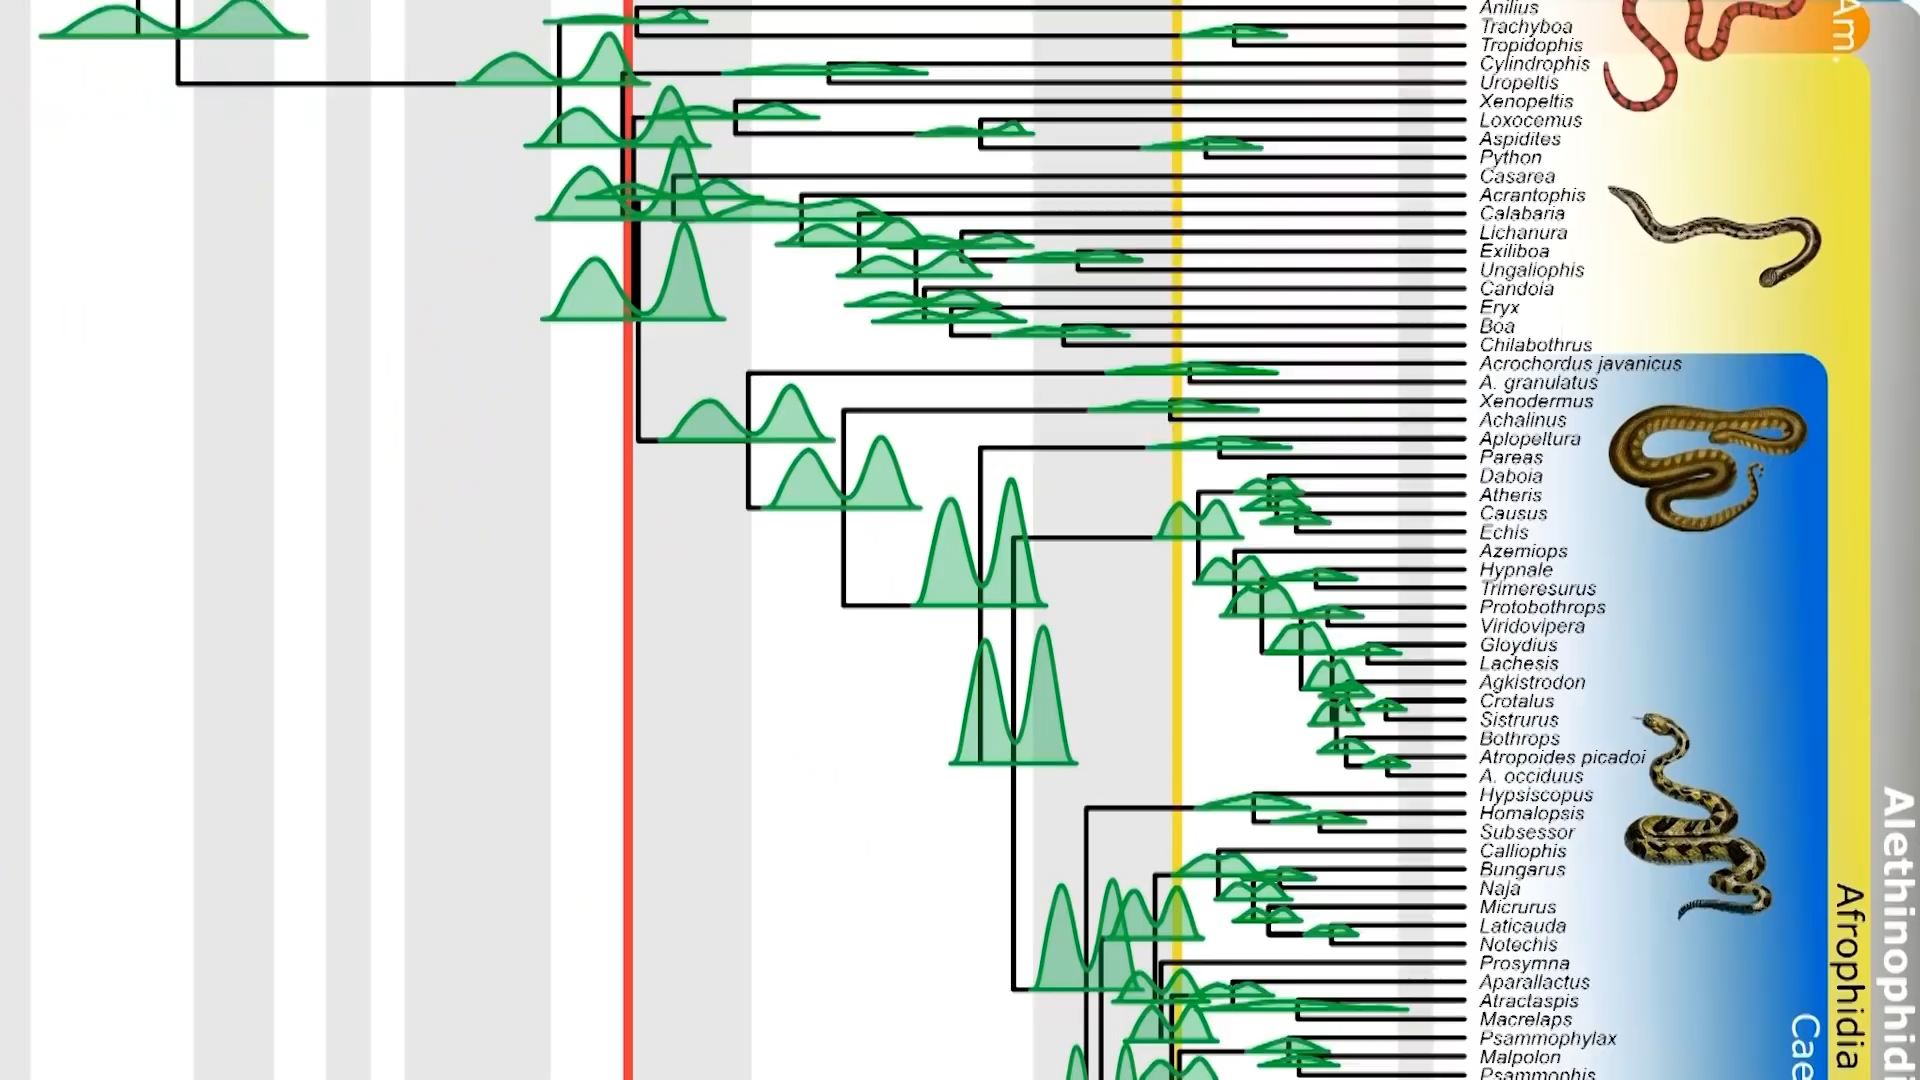 Anilius
Trachyboa
Tropidophis
Cylindrophis
Uropeltis
Xenopeltis
Loxocemus
Aspidites
Python
Casarea
Acrantophis
Calabaria
Lichanura
Exiliboa
Ungaliophis
Candoia
Eryx
Boa
Chilabothrus
Acrochordus javanicus
A. granulatus
Xenodermus
Achalinus
Aplopeltura
Pareas
Daboia
Atheris
Causus
Echis
Azemiops
Hypnale
Trimeresurus
Protobothrops
Viridovipera
Gloydius
Lachesis
Agkistrodon
Crotalus
Sistrurus
Bothrops
Atropoides picadoi
A. occiduus
Hypsiscopus
Homalopsis
Subsessor
Calliophis
Bungarus
Naja
Micrurus
Laticauda
Notechis
Prosymna
Aparallactus
Atractaspis
Macrelaps
Psammophylax
Malpolon
Psammophis
Am.
Cae
Afrophidia
Alethinophidi